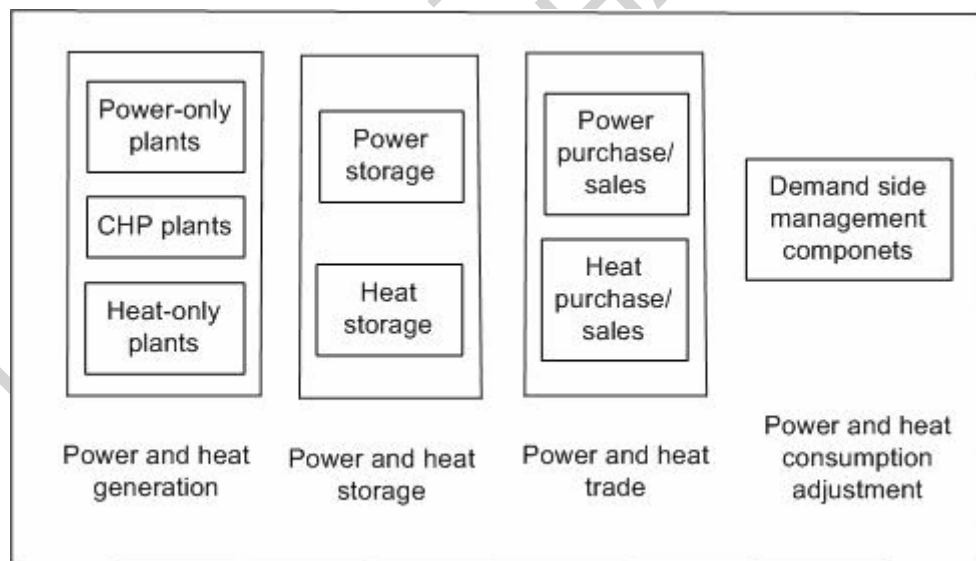 Power-only
plants
CHP plants
Heat-only
plants
Power and heat
generation
Power
storage
Heat
storage
Power and heat
storage
Power
purchase/
sales
Heat
purchase/
sales
Power and heat
trade
Demand side
management
componets
Power and heat
consumption
adjustment